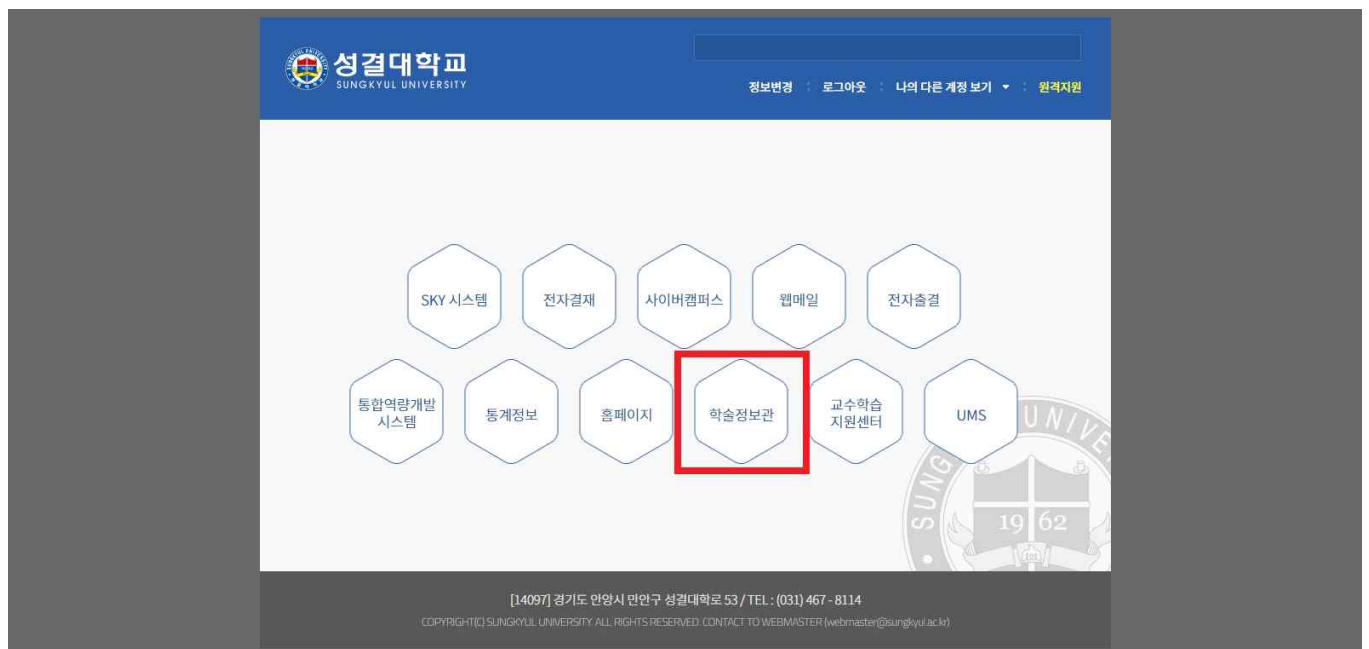 성결대학교
SUNGKYUL UNIVERSITY
정보변경 로그아웃 나의 다른 계정 보기 원격지원
SKY 시스템 전자결재 사이버캠퍼스 웹메일 전자출결
통합역량개발
시스템
통계정보 홈페이지 학술정보관
교수학습
지원센터
UMS
SUNG UNIVE
19 62
[14097] 경기도 안양시 만안구 성결대학로 53 / TEL : (031) 467 - 8114
COPYRIGHT(C) SUNGKYUL UNIVERSITY. ALL RIGHTS RESERVED. CONTACT TO WEBMASTER (webmaster@sungkyul.ac.kr)